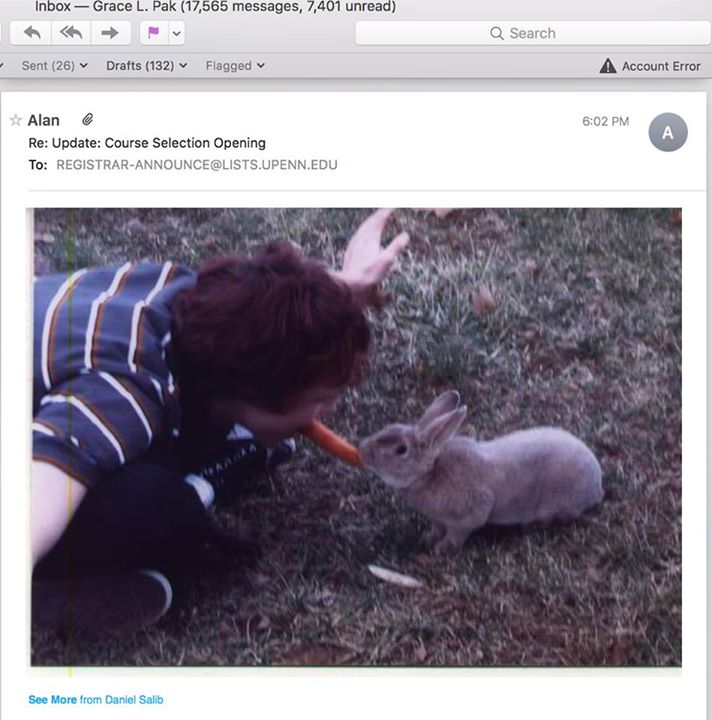 Inbox — Grace L. Pak (17,565 messages, 7,401 unread)
Search
Sent (26) Drafts (132) Flagged Account Error
Alan 6:02 PM
A
Re: Update: Course Selection Opening
To: REGISTRAR-ANNOUNCE@LISTS.UPENN.EDU
See More from Daniel Salib